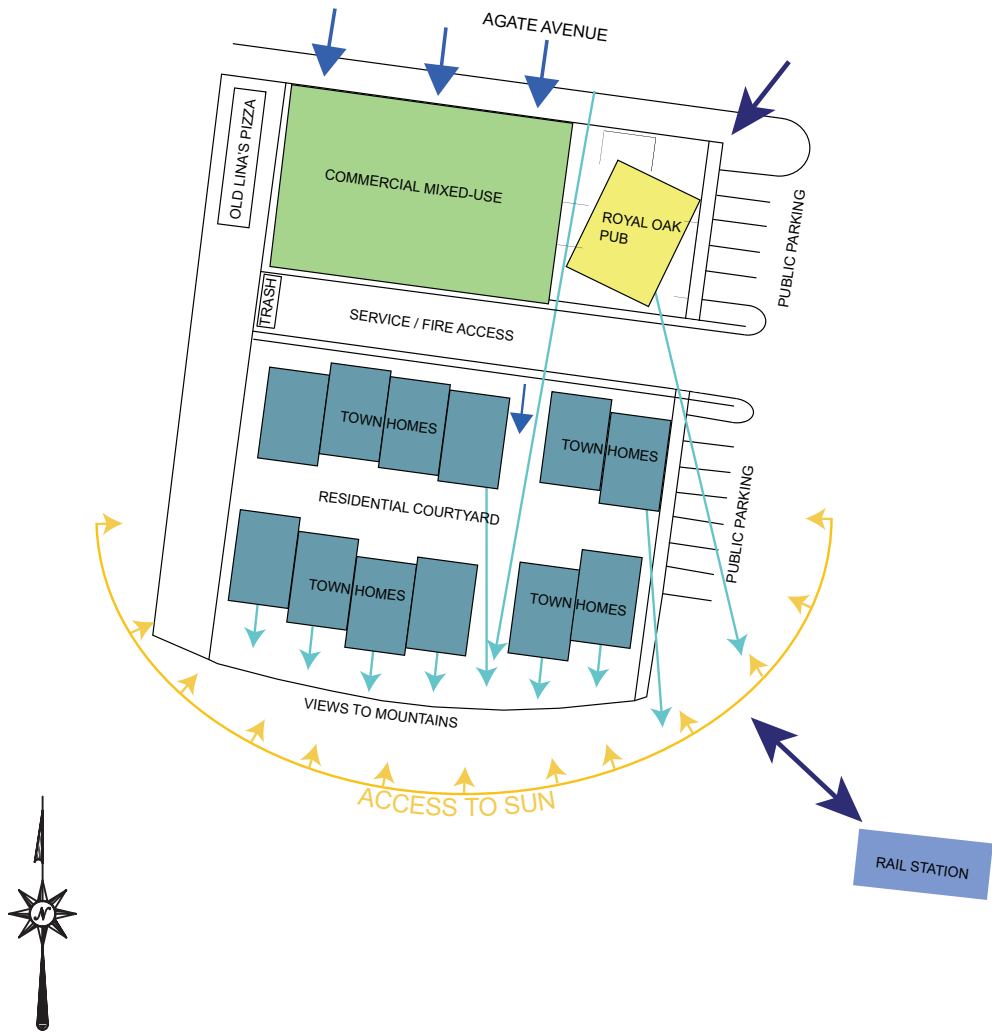 AGATE AVENUE
OLD LINA'S PIZZA
COMMERCIAL MIXED-USE
ROYAL OAK
PUB
PUBLIC PARKING
TRASH
SERVICE / FIRE ACCESS
TOWN HOMES
TOWN HOMES
RESIDENTIAL COURTYARD
PUBLIC PARKING
TOWN HOMES
TOWN HOMES
VIEWS TO MOUNTAINS
ACCESS TO SUN
RAIL STATION
N